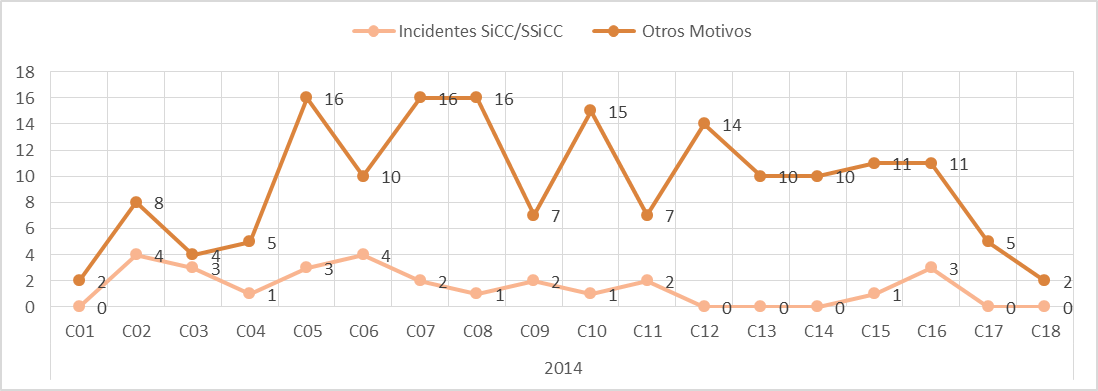 Incidentes SiCC/SSiCC Otros Motivos
18
16 16 16 16
14 15
12 14
10 10 10 10 11 11
8 8
6 7 7
4 5 4 4 4 5
2 2 3 1 3 2 1 2 1 2 1 3 2
0 0 0 0 0 0 0
C01 C02 C03 C04 C05 C06 C07 C08 C09 C10 C11 C12 C13 C14 C15 C16 C17 C18
2014